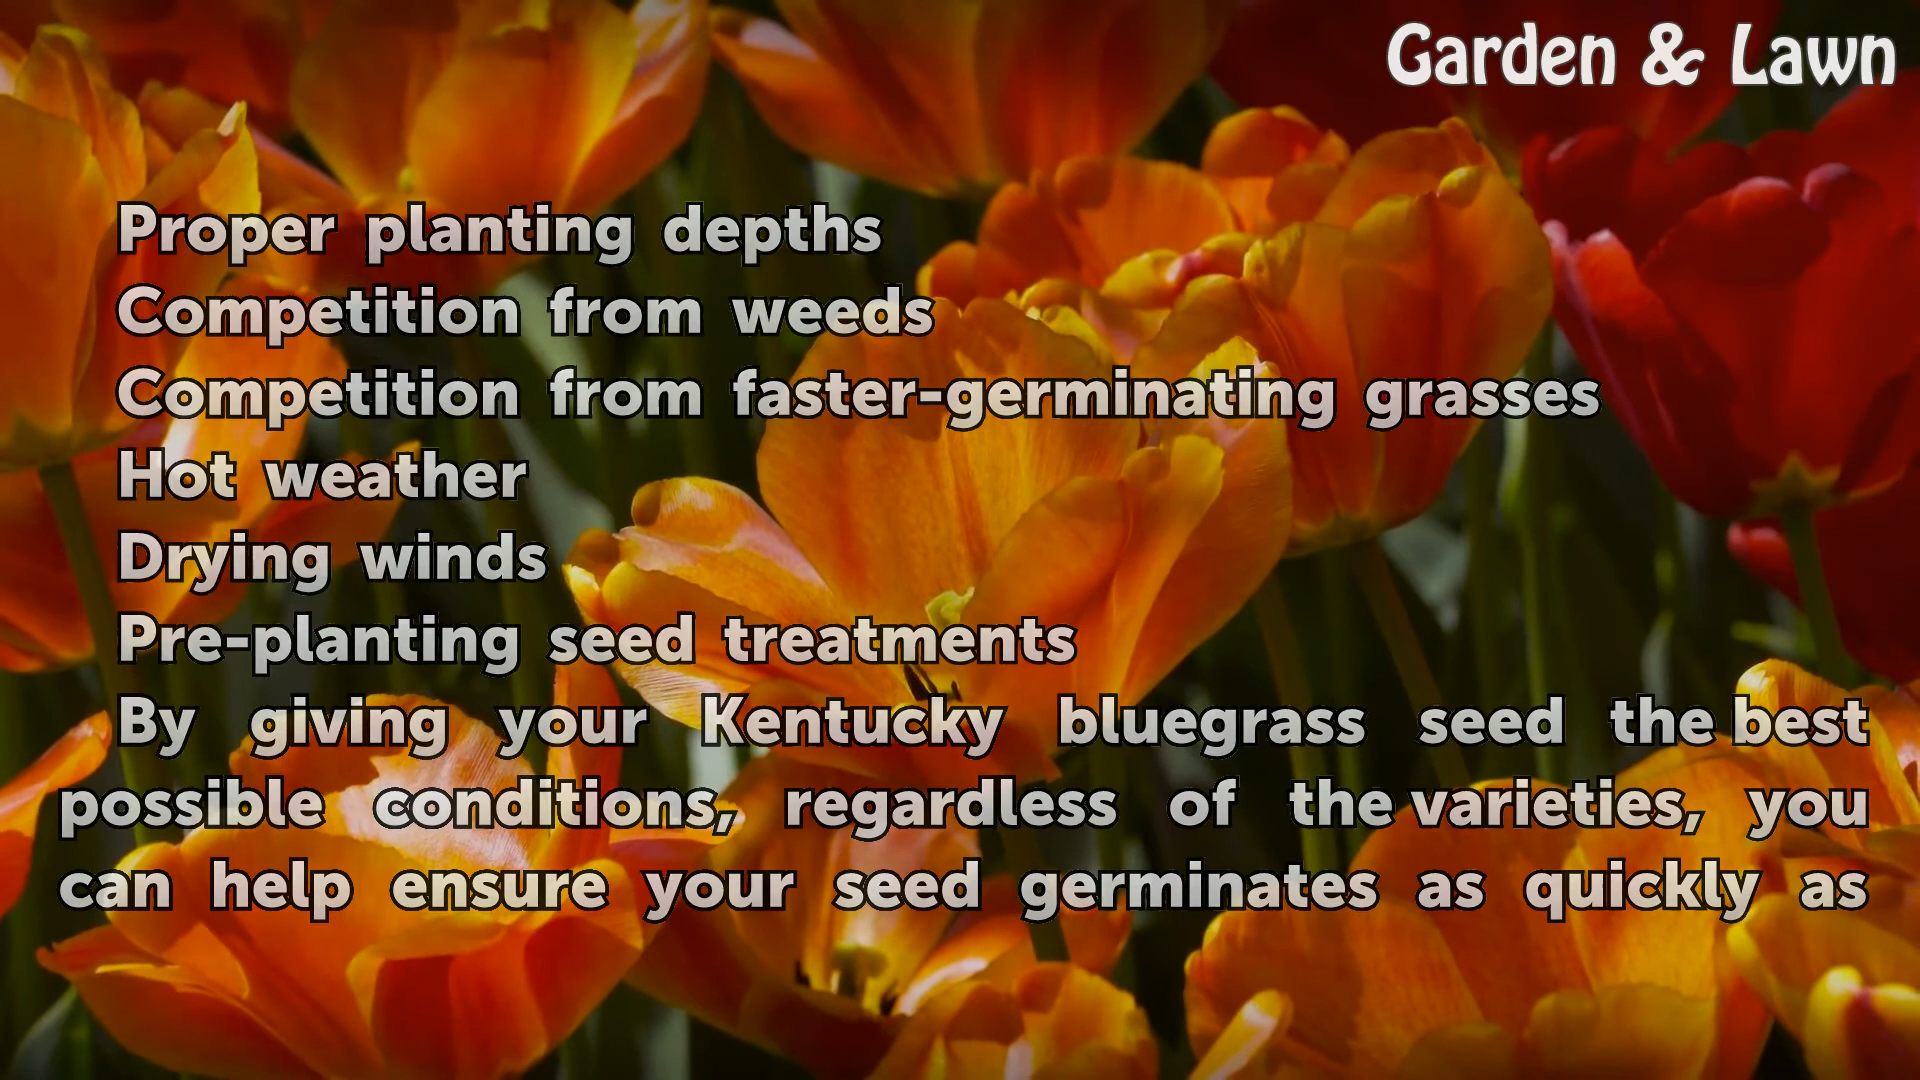 Garden & Lawn
Proper planting depths
Competition from weeds
Competition from faster-germinating grasses
Hot weather
Drying winds
Pre-planting seed treatments
By giving your Kentucky bluegrass seed the best
possible conditions, regardless of the varieties, you
can help ensure your seed germinates as quickly as